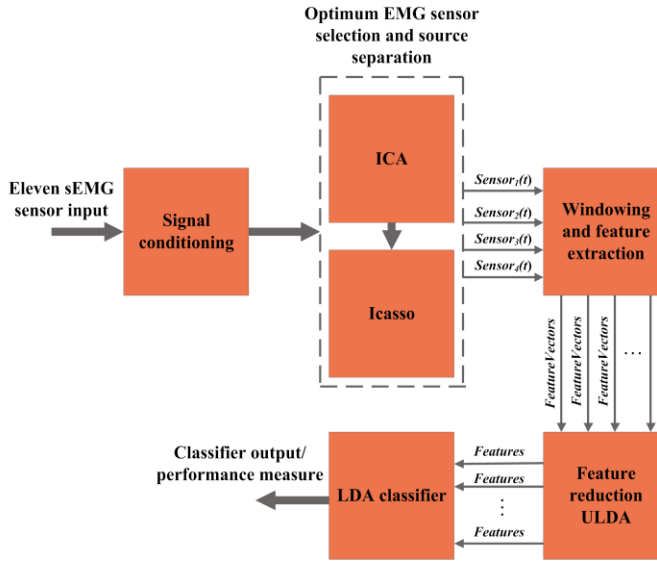 Optimum EMG sensor
selection and source
separation
Eleven sEMG
sensor input
Signal
conditioning
ICA
Icasso
Sensor₁(t)
Sensor₂(t)
Sensor₃(t)
Sensor₄(t)
Windowing
and feature
extraction
FeatureVectors
FeatureVectors
FeatureVectors
...
Feature
reduction
ULDA
Features
Features
⋮
Features
LDA classifier
Classifier output/
performance measure